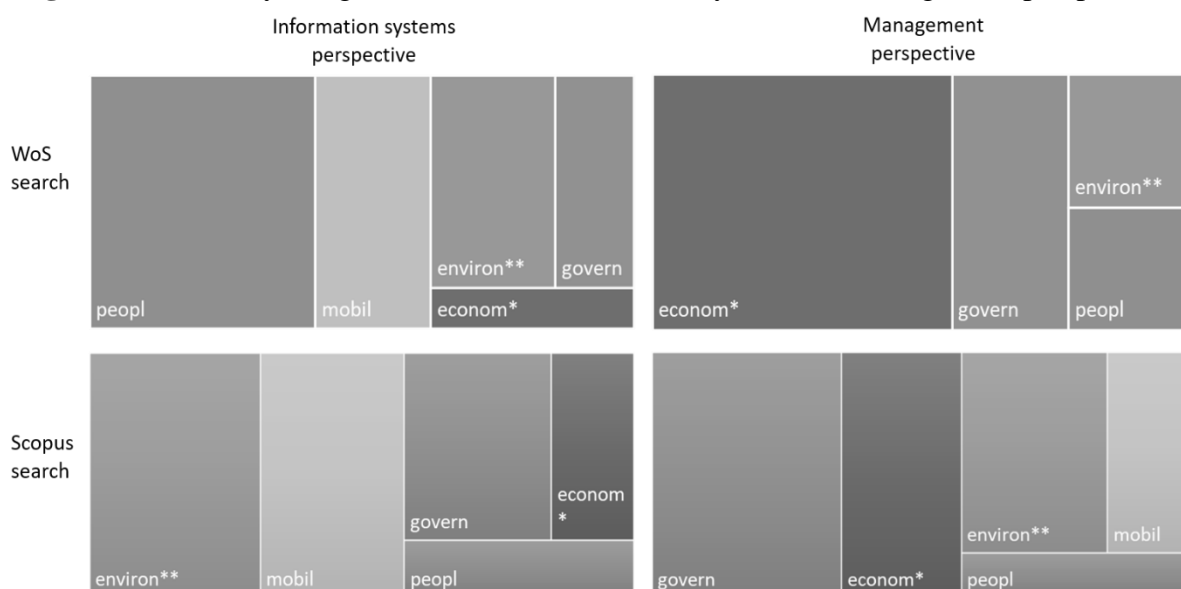 Information systems
perspective
Management
perspective
WoS
search
peopl
mobil
environ**
govern
econom*
econom*
govern
environ**
peopl
Scopus
search
environ**
mobil
govern
econom
*
peopl
govern
econom*
environ**
mobil
peopl